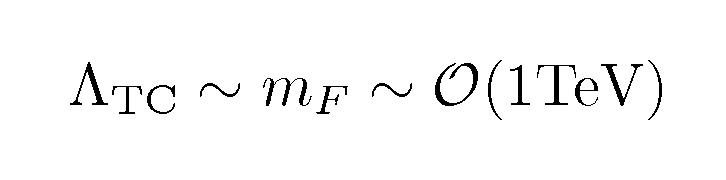 Λ_TC ∼ m_F ∼ 𝒪(1TeV)